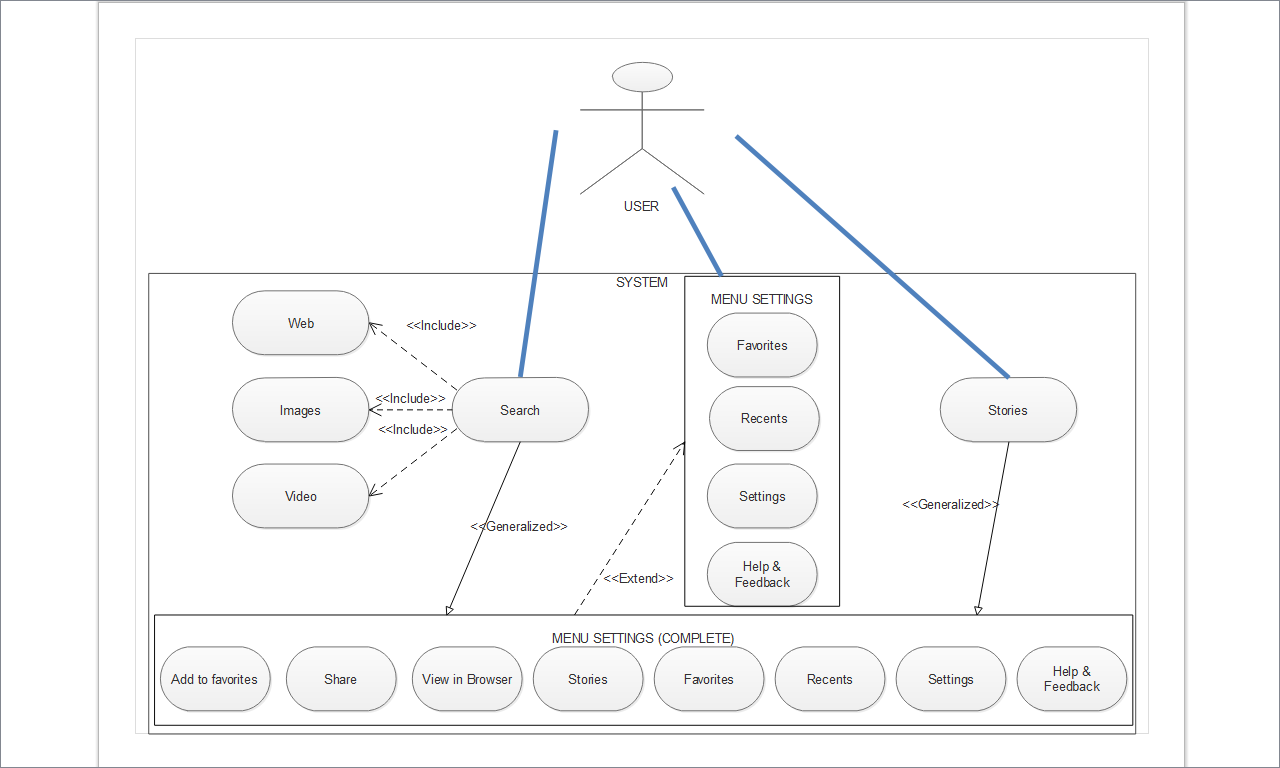 USER
SYSTEM
MENU SETTINGS
Web
<<Include>>
Favorites
Images
<<Include>>
Search
Recents
Stories
<<Include>>
Video
Settings
<<Generalized>>
<<Generalized>>
Help &
Feedback
<<Extend>>
MENU SETTINGS (COMPLETE)
Add to favorites
Share
View in Browser
Stories
Favorites
Recents
Settings
Help &
Feedback